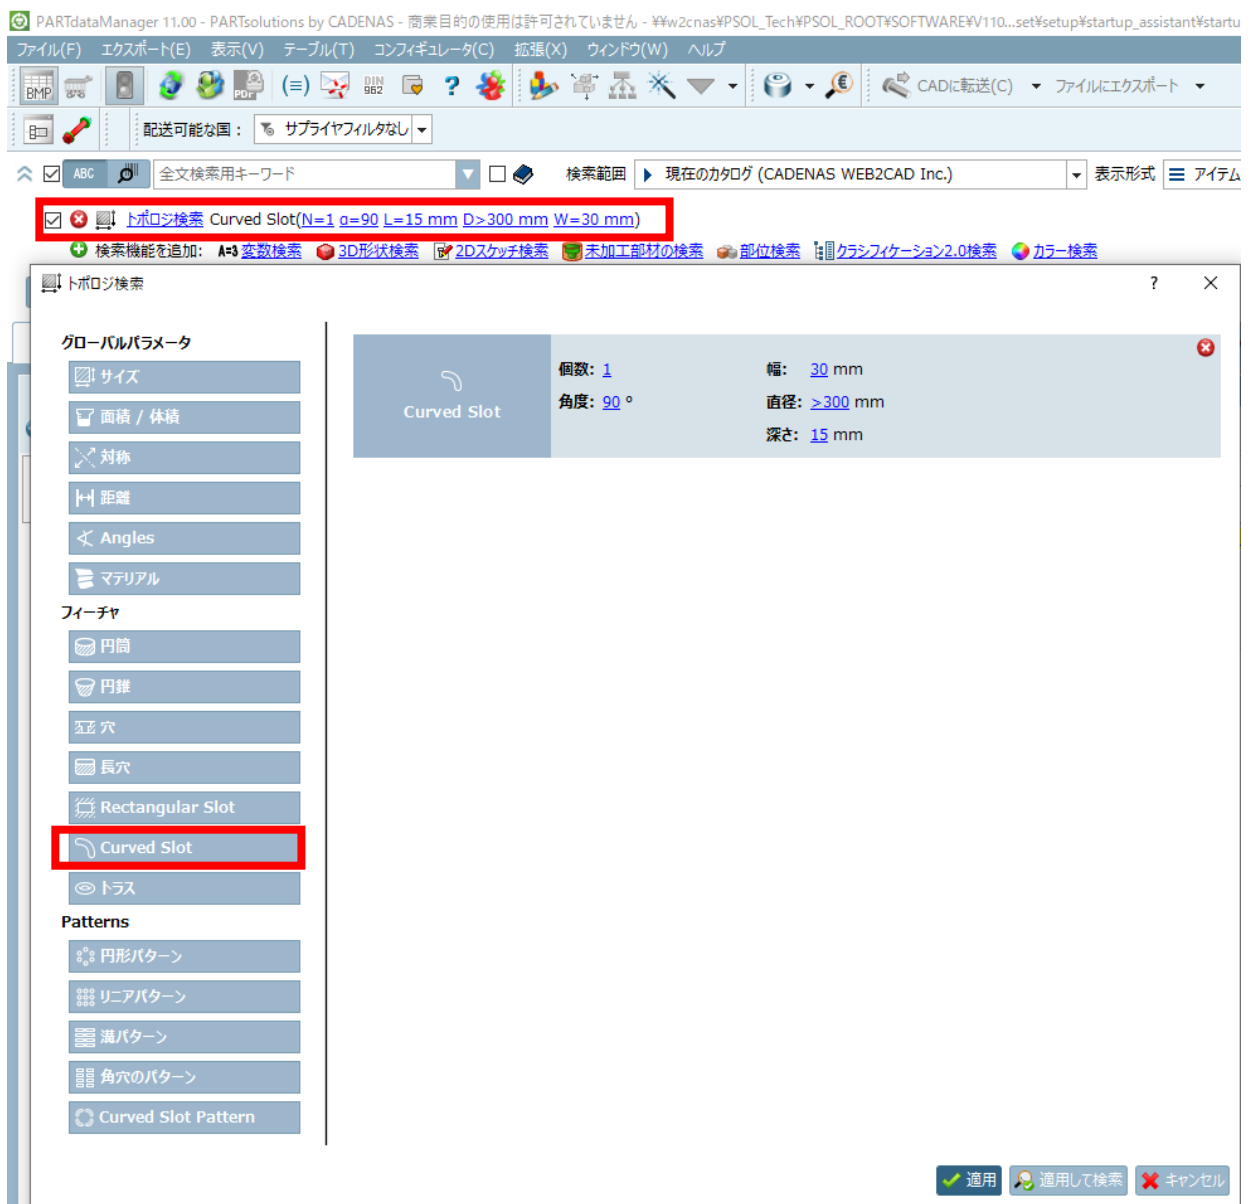 PARTdataManager 11.00 - PARTsolutions by CADENAS - 商業目的の使用は許可されていません - ¥¥w2cnas¥PSOL_Tech¥PSOL_ROOT¥SOFTWARE¥V110...set¥setup¥startup_assistant¥startu
ファイル(F) エクスポート(E) 表示(V) テーブル(T) コンフィギュレータ(C) 拡張(X) ウィンドウ(W) ヘルプ
BMP PDF (=) DIN 962 ? CADに転送(C) ファイルにエクスポート
配送可能な国： サプライヤフィルタなし
ABC 全文検索用キーワード 検索範囲 現在のカタログ (CADENAS WEB2CAD Inc.) 表示形式 アイテム
トポロジ検索 Curved Slot(N=1 α=90 L=15 mm D>300 mm W=30 mm)
検索機能を追加: A=3 変数検索 3D形状検索 2Dスケッチ検索 未加工部材の検索 部位検索 クラシフィケーション2.0検索 カラー検索
トポロジ検索 ?
グローバルパラメータ
サイズ
面積 / 体積
対称
距離
Angles
マテリアル
フィーチャ
円筒
円錐
穴
長穴
Rectangular Slot
Curved Slot
トラス
Patterns
円形パターン
リニアパターン
溝パターン
角穴のパターン
Curved Slot Pattern
Curved Slot
個数: 1 幅: 30 mm
角度: 90 ° 直径: >300 mm
深さ: 15 mm
適用 適用して検索 キャンセル